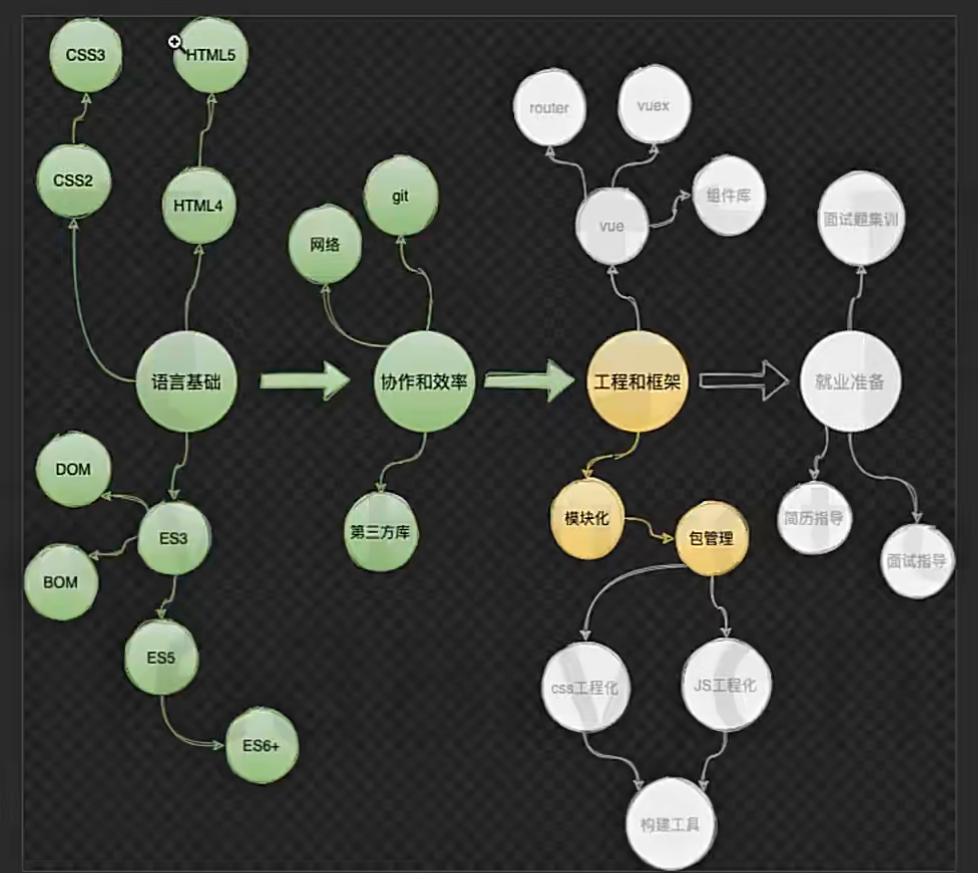 CSS3
HTML5
CSS2
HTML4
网络
git
router
vuex
vue
组件库
面试题集训
语言基础
协作和效率
工程和框架
就业准备
DOM
BOM
ES3
ES5
ES6+
第三方库
模块化
包管理
css工程化
JS工程化
构建工具
简历指导
面试指导